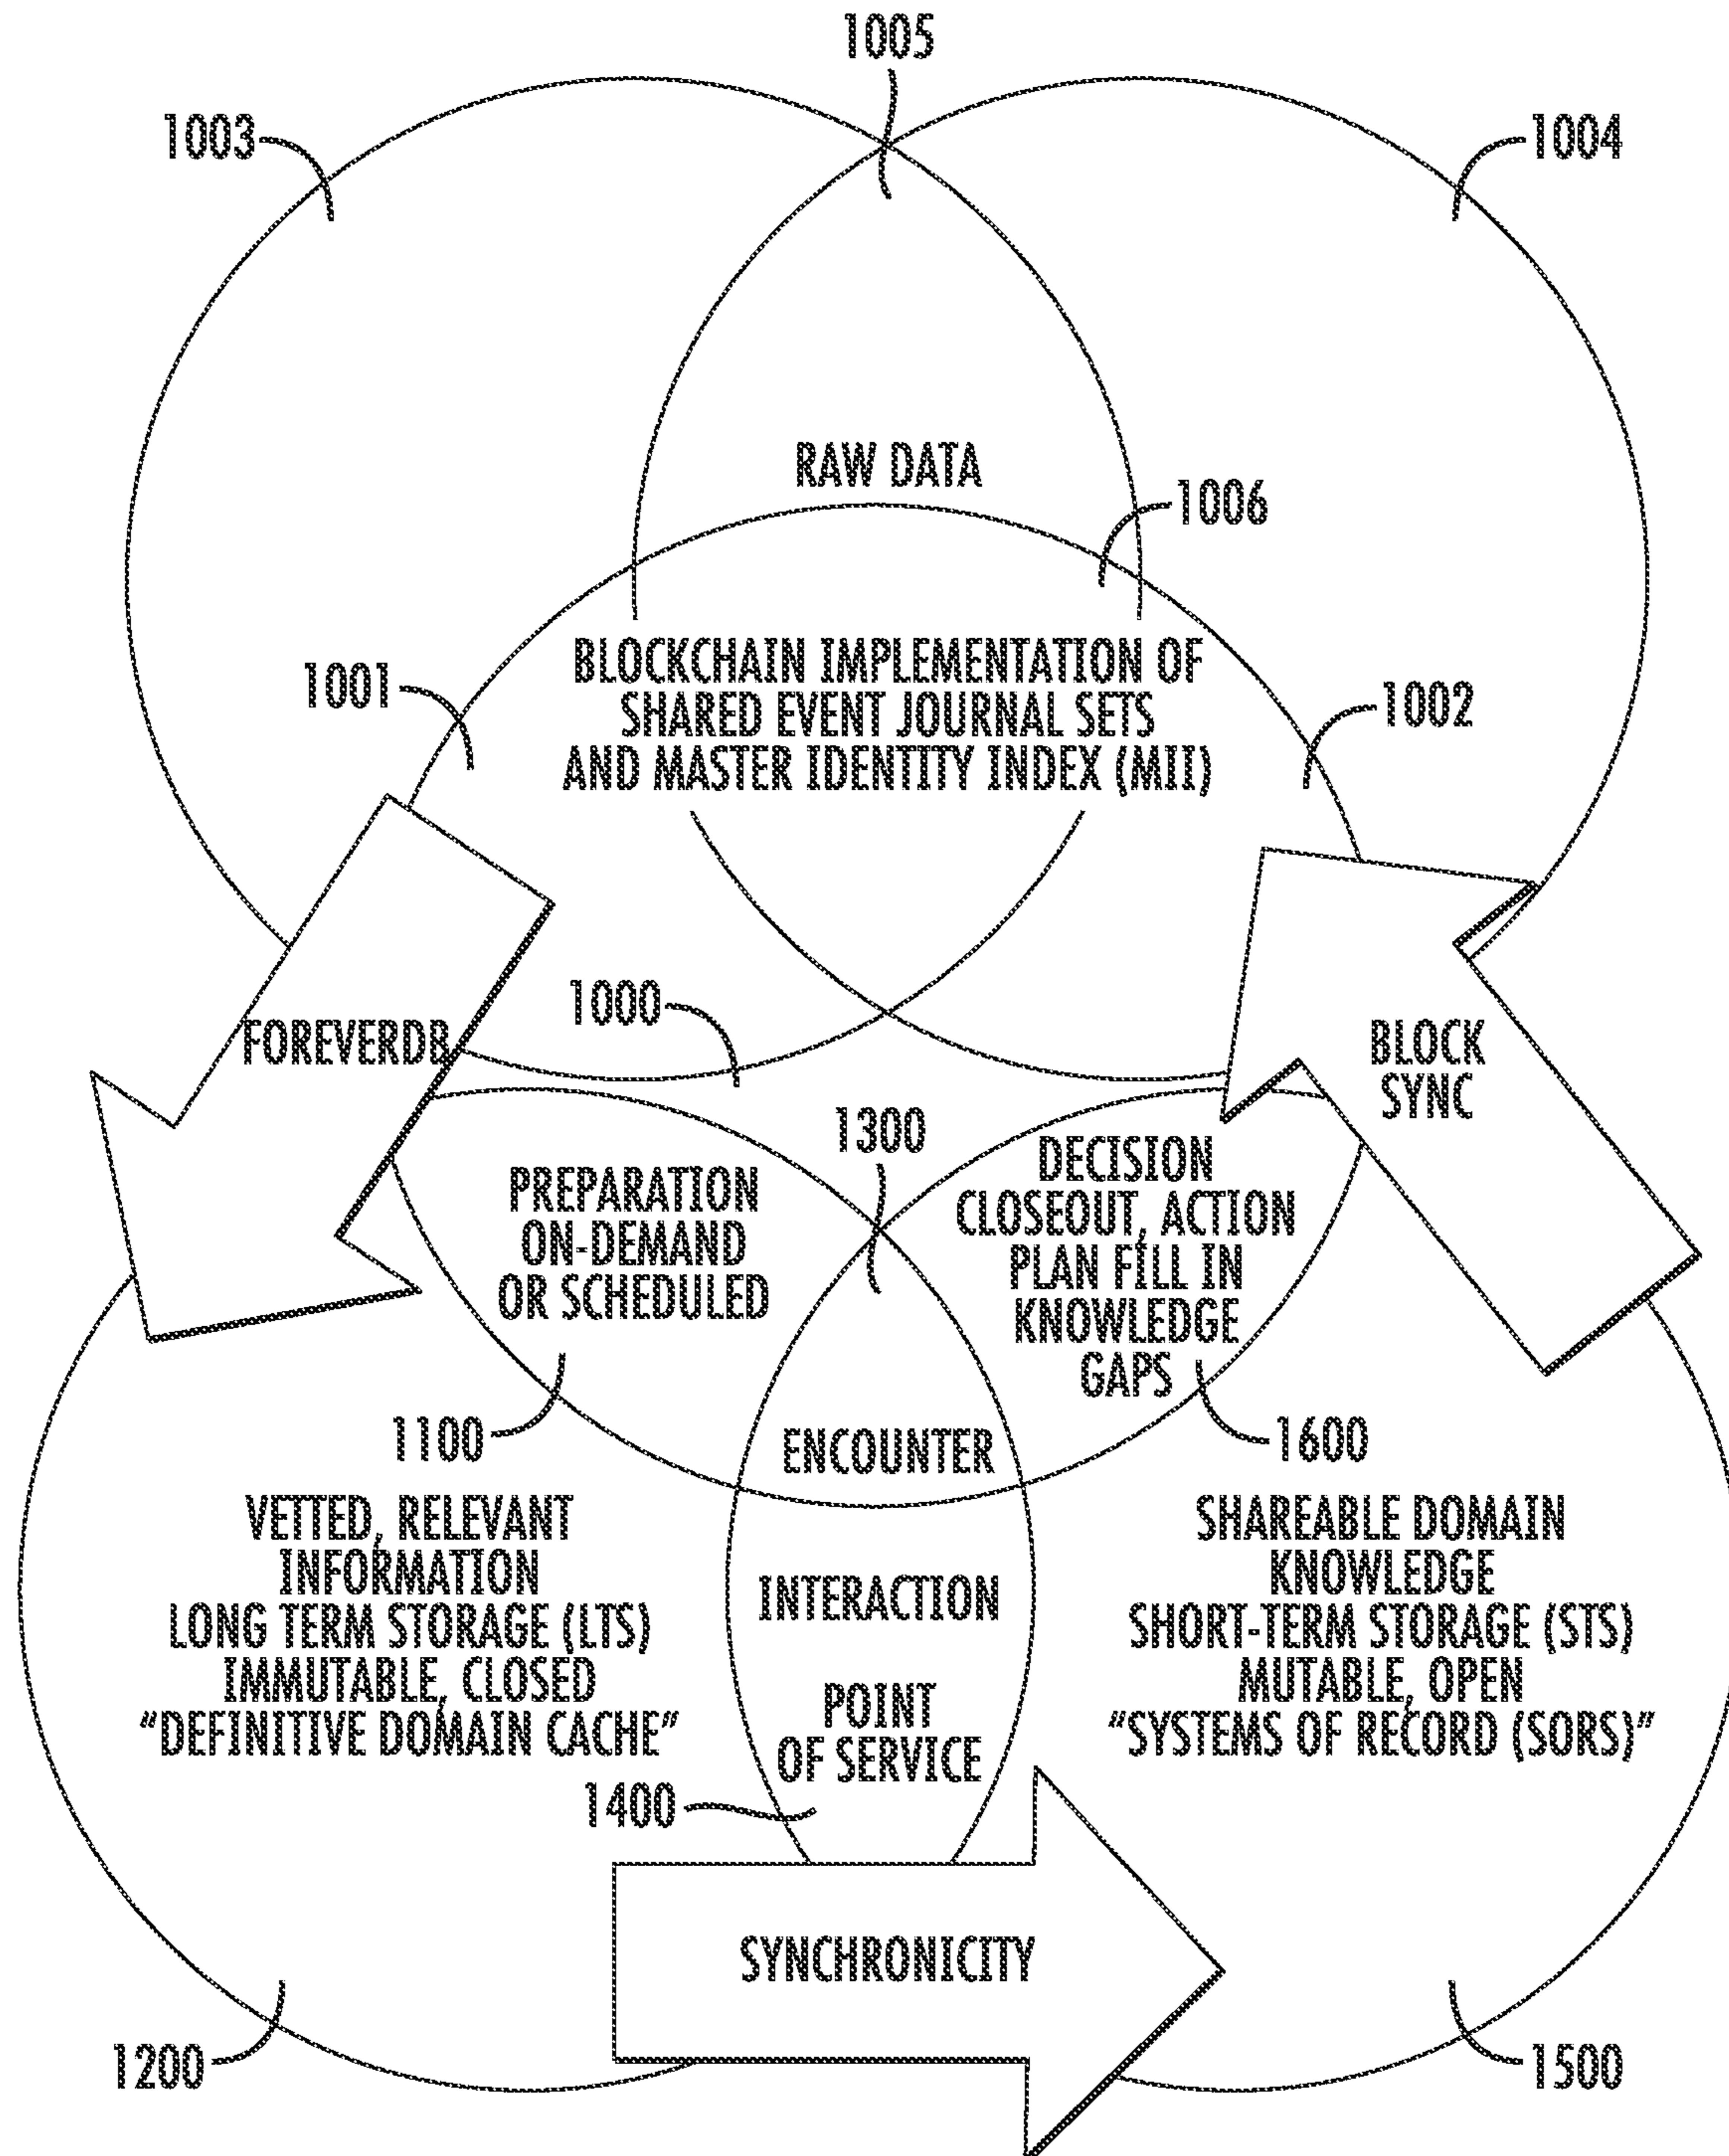 1005
1003
1004
RAW DATA
1006
BLOCKCHAIN IMPLEMENTATION OF
SHARED EVENT JOURNAL SETS
AND MASTER IDENTITY INDEX (MII)
1001
1002
1000
FOREVERDB
BLOCK
SYNC
1300
PREPARATION
ON-DEMAND
OR SCHEDULED
DECISION
CLOSEOUT, ACTION
PLAN FILL IN
KNOWLEDGE
GAPS
1100
ENCOUNTER
1600
VETTED, RELEVANT
INFORMATION
LONG TERM STORAGE (LTS)
IMMUTABLE, CLOSED
"DEFINITIVE DOMAIN CACHE"
INTERACTION
POINT
OF SERVICE
SHAREABLE DOMAIN
KNOWLEDGE
SHORT-TERM STORAGE (STS)
MUTABLE, OPEN
"SYSTEMS OF RECORD (SORS)"
1400
SYNCHRONICITY
1200
1500